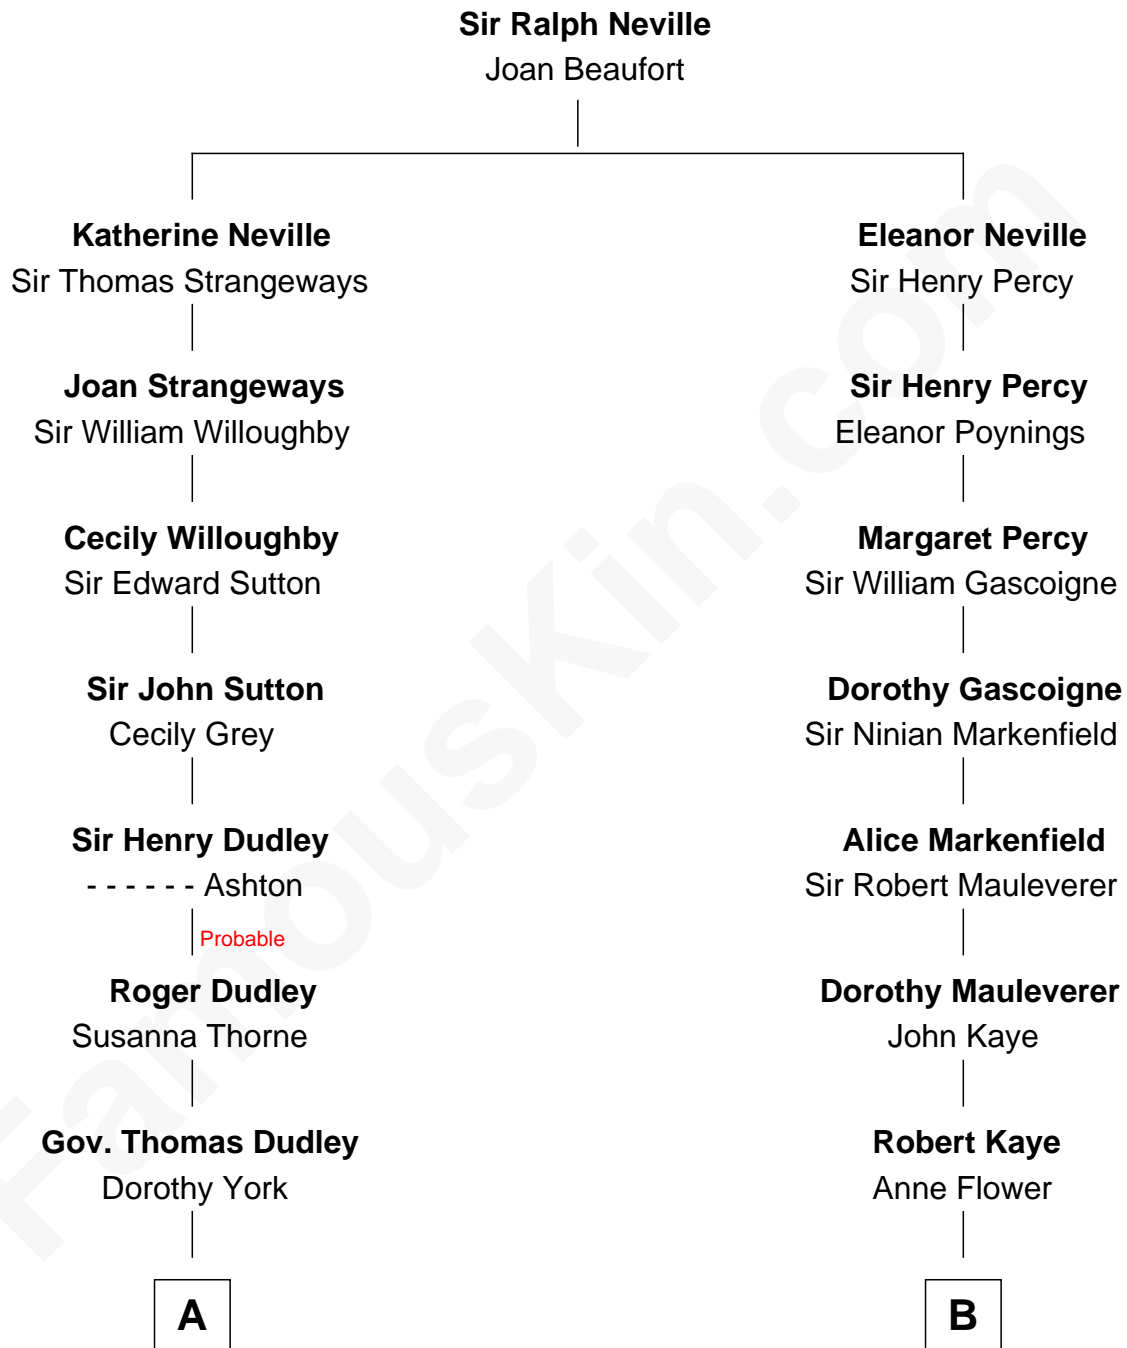 Sir Ralph Neville
Joan Beaufort
Katherine Neville
Sir Thomas Strangeways
Eleanor Neville
Sir Henry Percy
Joan Strangeways
Sir William Willoughby
Sir Henry Percy
Eleanor Poynings
Cecily Willoughby
Sir Edward Sutton
Margaret Percy
Sir William Gascoigne
Sir John Sutton
Cecily Grey
Dorothy Gascoigne
Sir Ninian Markenfield
Sir Henry Dudley
- - - - - - Ashton
Probable
Alice Markenfield
Sir Robert Mauleverer
Roger Dudley
Susanna Thorne
Dorothy Mauleverer
John Kaye
Gov. Thomas Dudley
Dorothy York
Robert Kaye
Anne Flower
A
B
FamousKin.com